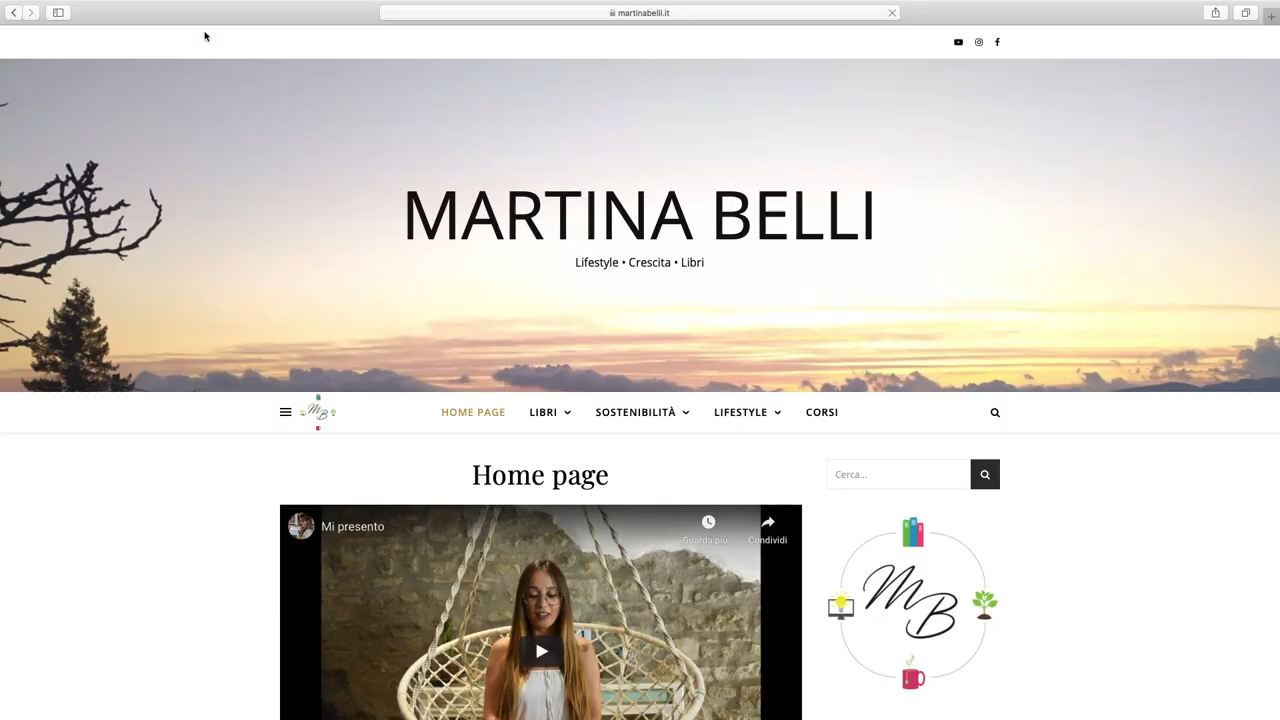 martinabelli.it
MARTINA BELLI
Lifestyle • Crescita • Libri
MB
HOME PAGE LIBRI SOSTENIBILITÀ LIFESTYLE CORSI
Home page
Cerca...
Mi presento
Guarda più...
Condividi
MB